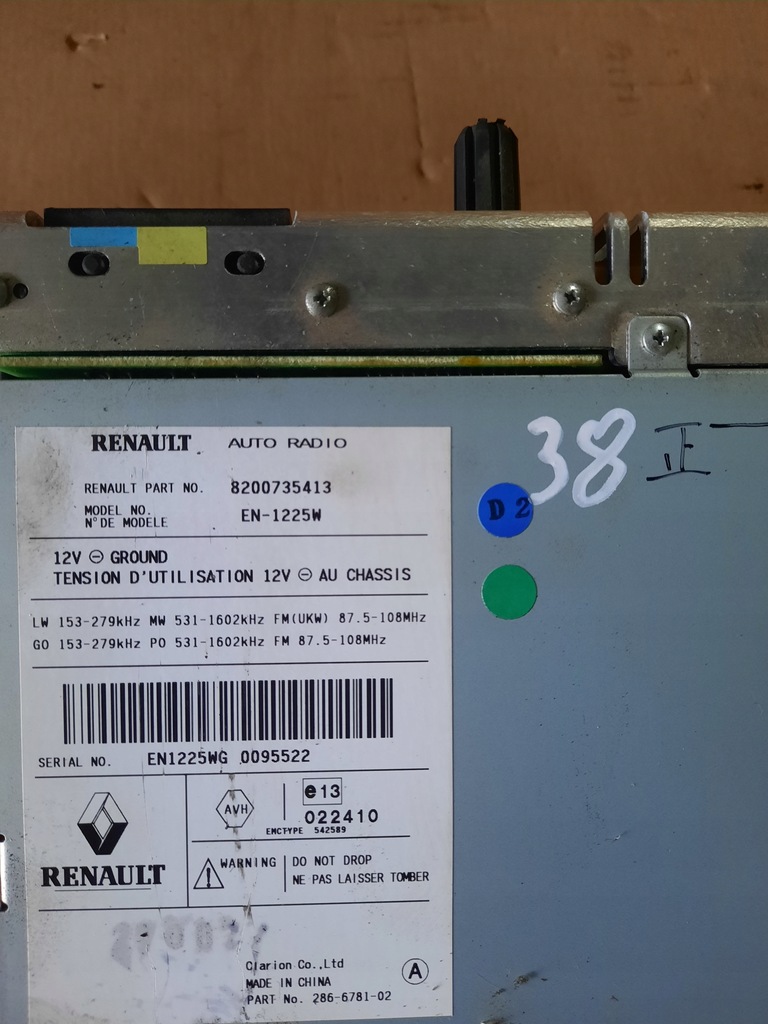 RENAULT AUTO RADIO
RENAULT PART NO. 8200735413
MODEL NO.
N° DE MODELE EN-1225W
12V ⊖ GROUND
TENSION D'UTILISATION 12V ⊖ AU CHASSIS
LW 153-279kHz MW 531-1602kHz FM(UKW) 87.5-108MHz
GO 153-279kHz PO 531-1602kHz FM 87.5-108MHz
SERIAL NO. EN1225WG 0095522
AVH
e13
022410
EMCTYPE 542589
RENAULT
WARNING
DO NOT DROP
NE PAS LAISSER TOMBER
Clarion Co.,Ltd
MADE IN CHINA
PART No. 286-6781-02
A
38
正
D 2